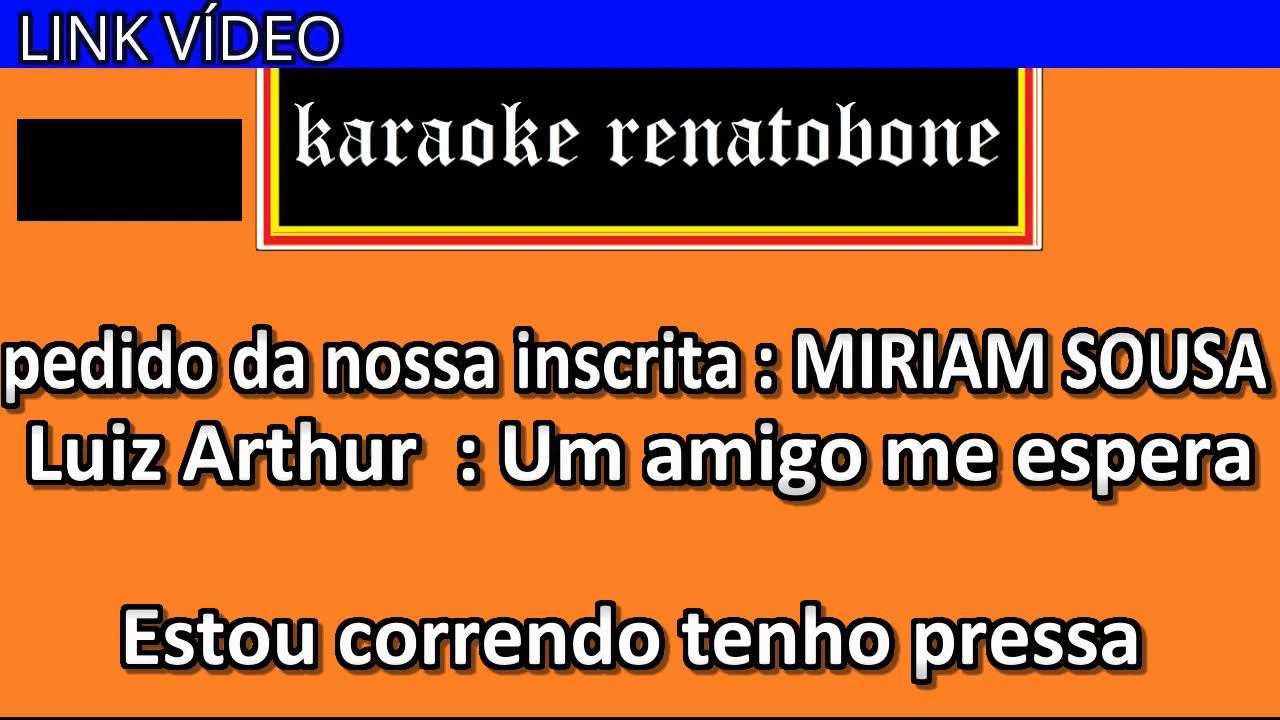 LINK VÍDEO
karaoke renatobone
pedido da nossa inscrita : MIRIAM SOUSA
Luiz Arthur : Um amigo me espera
Estou correndo tenho pressa